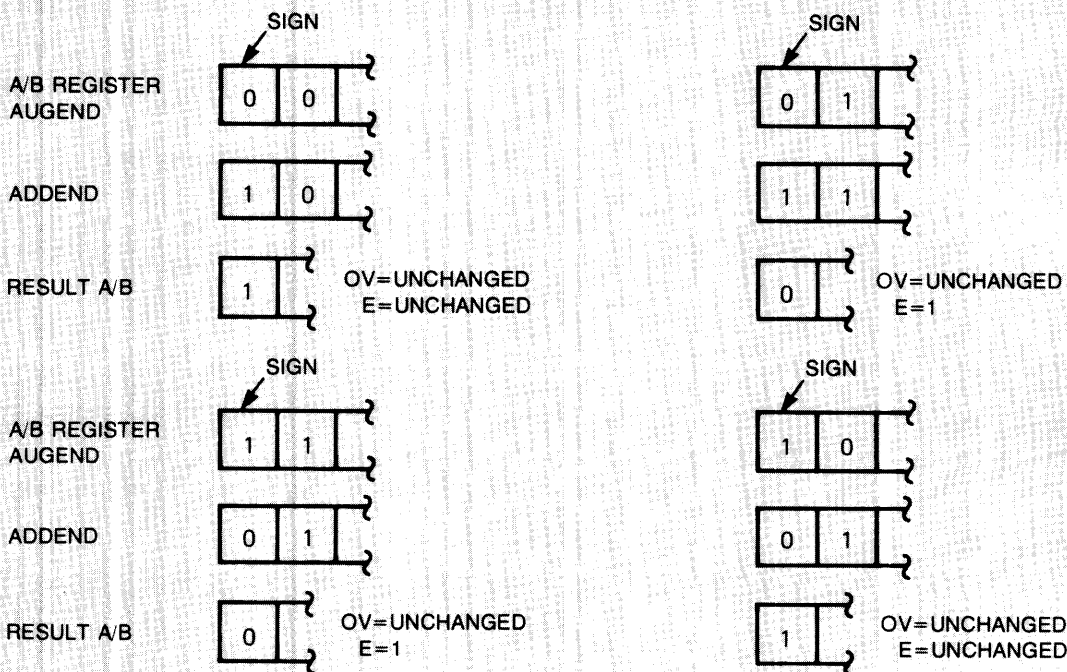 SIGN
A/B REGISTER
AUGEND
0 0
ADDEND
1 0
RESULT A/B
1
OV=UNCHANGED
E=UNCHANGED
SIGN
0 1
1 1
0
OV=UNCHANGED
E=1
SIGN
A/B REGISTER
AUGEND
1 1
ADDEND
0 1
RESULT A/B
0
OV=UNCHANGED
E=1
SIGN
1 0
0 1
1
OV=UNCHANGED
E=UNCHANGED